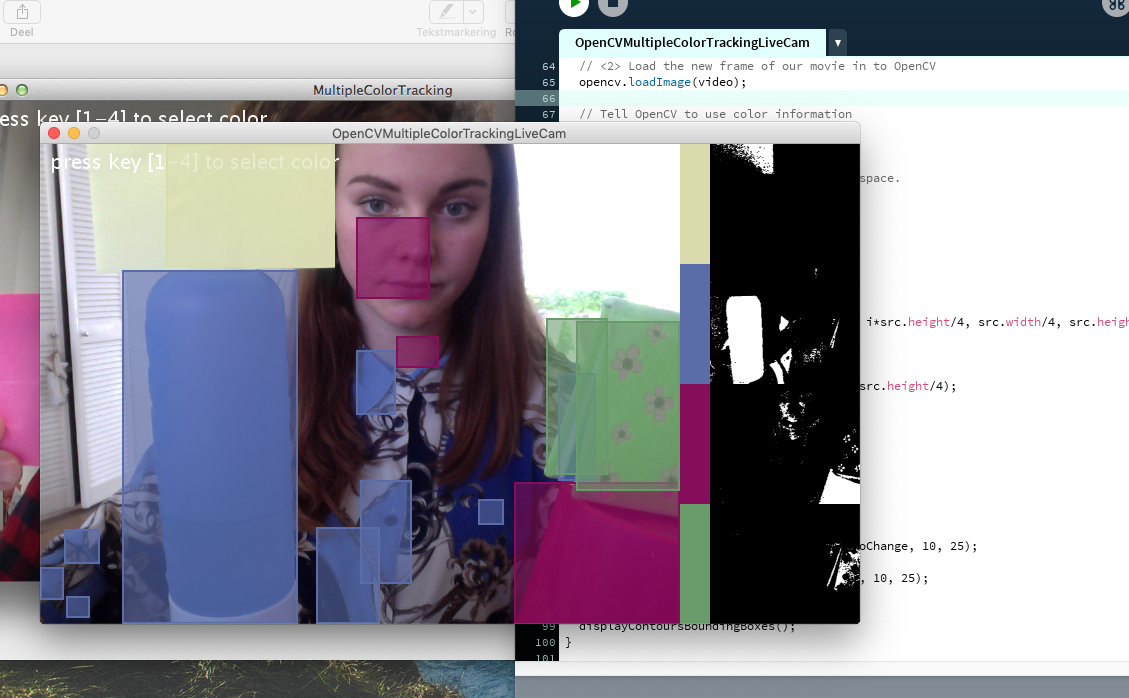 Deel
Tekstmarkering
OpenCVMultipleColorTrackingLiveCam
64 // <2> Load the new frame of our movie in to OpenCV
65 opencv.loadImage(video);
66
67 // Tell OpenCV to use color information
MultipleColorTracking
ess key [1-4] to select color
OpenCVMultipleColorTrackingLiveCam
press key [1-4] to select color
space.
i*src.height/4, src.width/4, src.heigh
src.height/4);
oChange, 10, 25);
, 10, 25);
99 displayContoursBoundingBoxes();
100 }
101